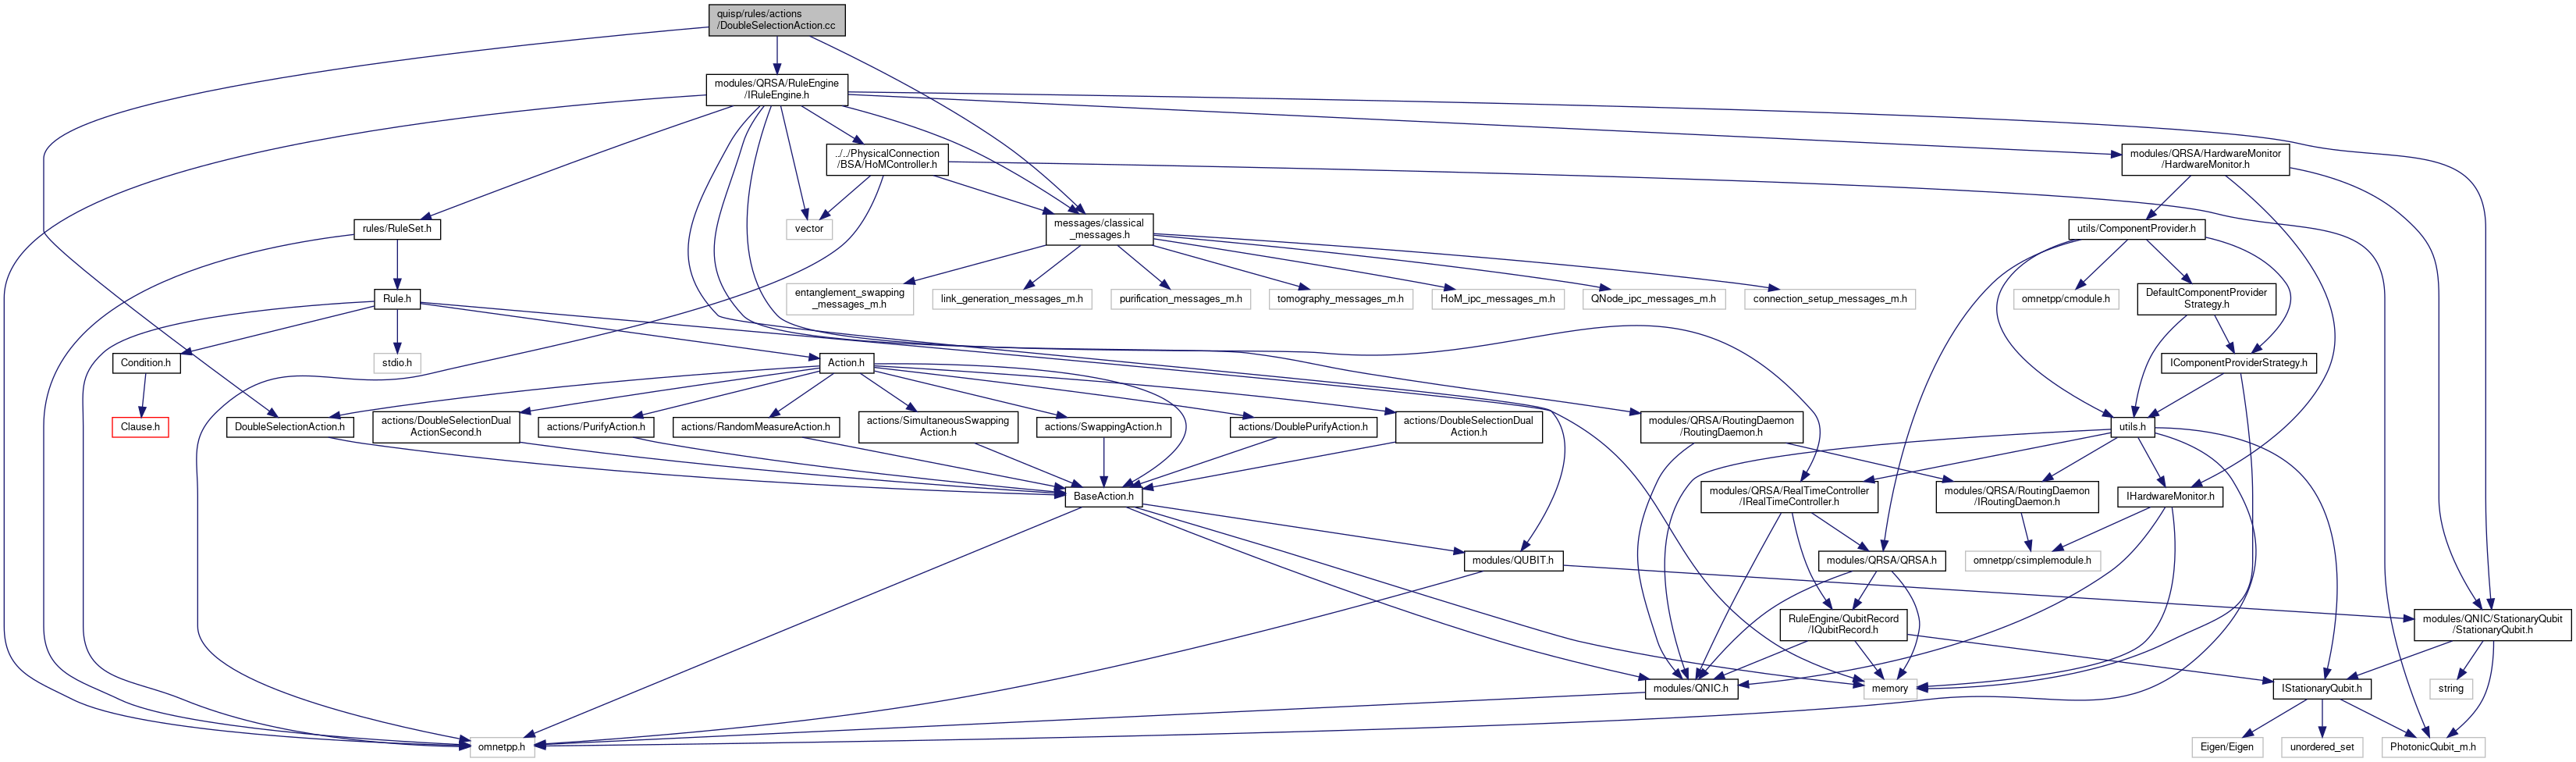 quisp/rules/actions
/DoubleSelectionAction.cc
modules/QRSA/RuleEngine
/IRuleEngine.h
../../PhysicalConnection
/BSA/HoMController.h
modules/QRSA/HardwareMonitor
/HardwareMonitor.h
rules/RuleSet.h
vector
messages/classical
_messages.h
utils/ComponentProvider.h
Rule.h
entanglement_swapping
_messages_m.h
link_generation_messages_m.h
purification_messages_m.h
tomography_messages_m.h
HoM_ipc_messages_m.h
QNode_ipc_messages_m.h
connection_setup_messages_m.h
omnetpp/cmodule.h
DefaultComponentProvider
Strategy.h
Condition.h
stdio.h
Action.h
IComponentProviderStrategy.h
Clause.h
DoubleSelectionAction.h
actions/DoubleSelectionDual
ActionSecond.h
actions/PurifyAction.h
actions/RandomMeasureAction.h
actions/SimultaneousSwapping
Action.h
actions/SwappingAction.h
actions/DoublePurifyAction.h
actions/DoubleSelectionDual
Action.h
modules/QRSA/RoutingDaemon
/RoutingDaemon.h
utils.h
BaseAction.h
modules/QRSA/RealTimeController
/IRealTimeController.h
modules/QRSA/RoutingDaemon
/IRoutingDaemon.h
IHardwareMonitor.h
modules/QUBIT.h
modules/QRSA/QRSA.h
omnetpp/csimplemodule.h
RuleEngine/QubitRecord
/IQubitRecord.h
modules/QNIC/StationaryQubit
/StationaryQubit.h
modules/QNIC.h
memory
IStationaryQubit.h
string
omnetpp.h
Eigen/Eigen
unordered_set
PhotonicQubit_m.h